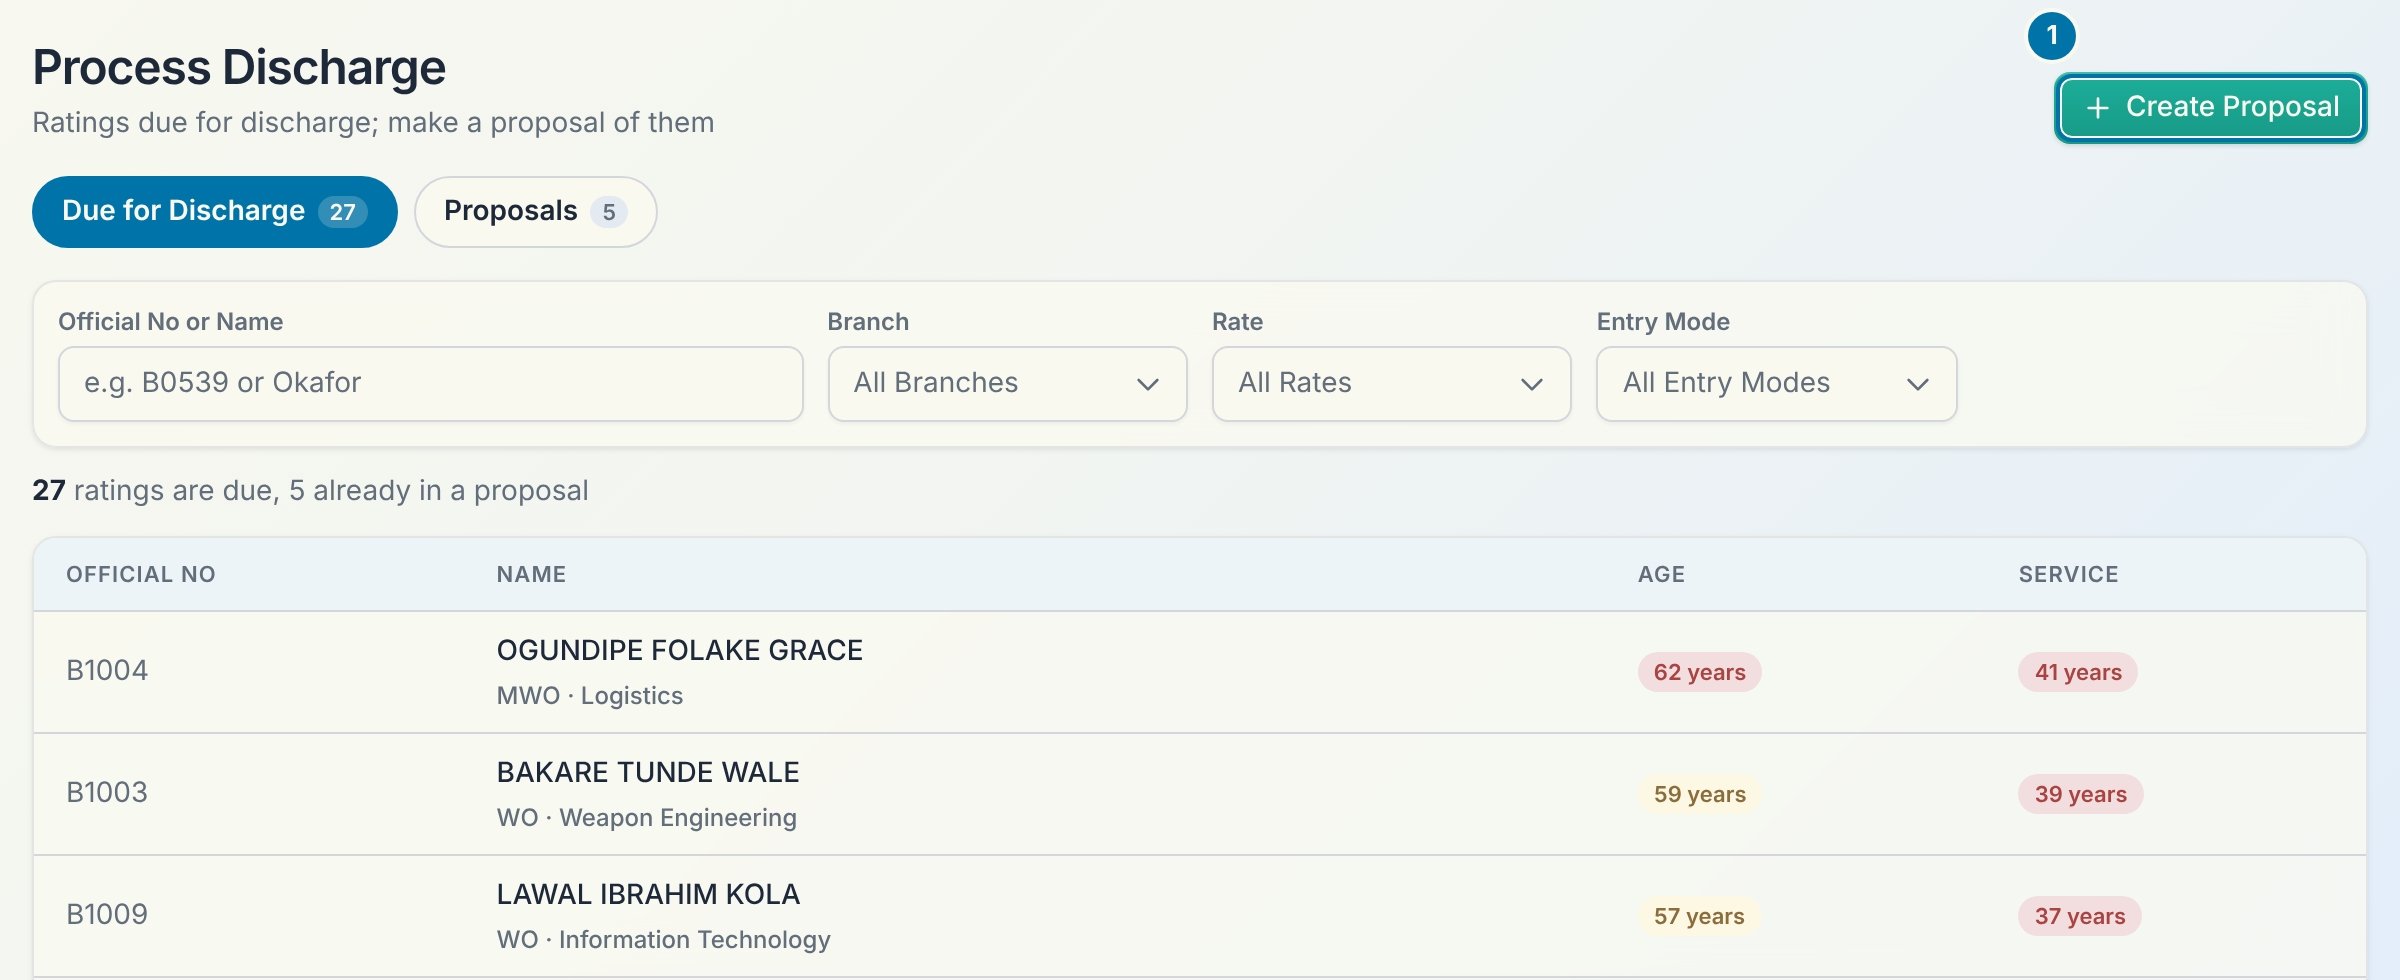 1
Process Discharge
Ratings due for discharge; make a proposal of them
+ Create Proposal
Due for Discharge 27
Proposals 5
Official No or Name
Branch
Rate
Entry Mode
e.g. B0539 or Okafor
All Branches
All Rates
All Entry Modes
27 ratings are due, 5 already in a proposal
OFFICIAL NO NAME AGE SERVICE
B1004 OGUNDIPE FOLAKE GRACE 62 years 41 years
MWO · Logistics
B1003 BAKARE TUNDE WALE 59 years 39 years
WO · Weapon Engineering
B1009 LAWAL IBRAHIM KOLA 57 years 37 years
WO · Information Technology